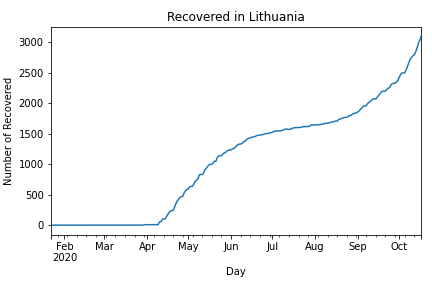 Recovered in Lithuania
Number of Recovered
3000
2500
2000
1500
1000
500
0
Feb Mar Apr May Jun Jul Aug Sep Oct
2020
Day